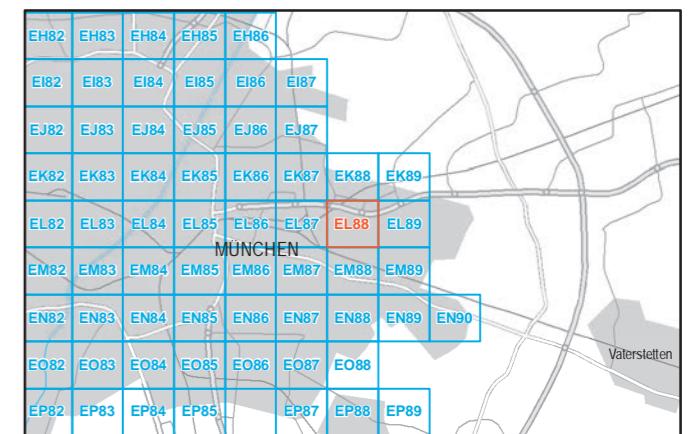 EH82 EH83 EH84 EH85 EH86
EI82 EI83 EI84 EI85 EI86 EI87
EJ82 EJ83 EJ84 EJ85 EJ86 EJ87
EK82 EK83 EK84 EK85 EK86 EK87 EK88 EK89
EL82 EL83 EL84 EL85 EL86 EL87 EL88 EL89
MÜNCHEN
EM82 EM83 EM84 EM85 EM86 EM87 EM88 EM89
EN82 EN83 EN84 EN85 EN86 EN87 EN88 EN89 EN90
Vaterstetten
EO82 EO83 EO84 EO85 EO86 EO87 EO88
EP82 EP83 EP84 EP85 EP87 EP88 EP89